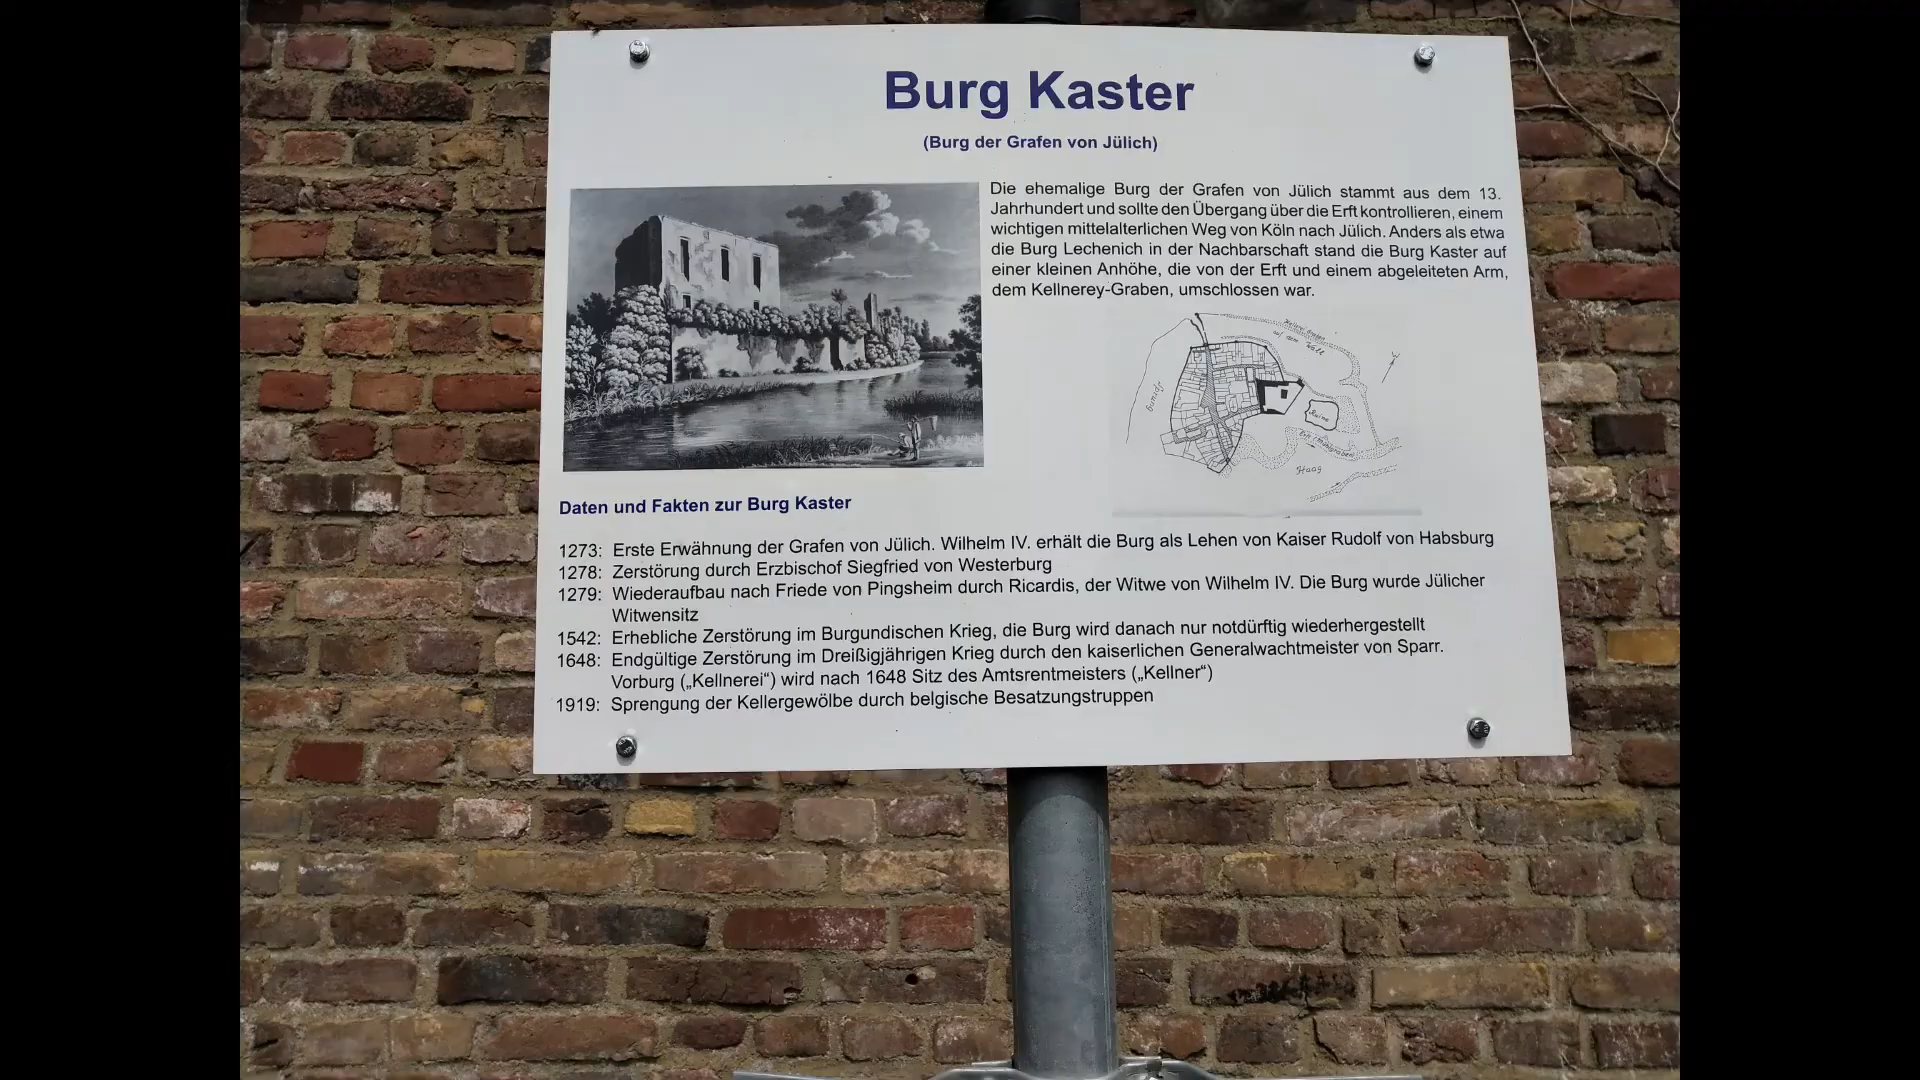 Burg Kaster
(Burg der Grafen von Jülich)
Die ehemalige Burg der Grafen von Jülich stammt aus dem 13.
Jahrhundert und sollte den Übergang über die Erft kontrollieren, einem
wichtigen mittelalterlichen Weg von Köln nach Jülich. Anders als etwa
die Burg Lechenich in der Nachbarschaft stand die Burg Kaster auf
einer kleinen Anhöhe, die von der Erft und einem abgeleiteten Arm,
dem Kellnerey-Graben, umschlossen war.
auf dem Wall
Ruine
Haag
Daten und Fakten zur Burg Kaster
1273: Erste Erwähnung der Grafen von Jülich. Wilhelm IV. erhält die Burg als Lehen von Kaiser Rudolf von Habsburg
1278: Zerstörung durch Erzbischof Siegfried von Westerburg
1279: Wiederaufbau nach Friede von Pingsheim durch Ricardis, der Witwe von Wilhelm IV. Die Burg wurde Jülicher
Witwensitz
1542: Erhebliche Zerstörung im Burgundischen Krieg, die Burg wird danach nur notdürftig wiederhergestellt
1648: Endgültige Zerstörung im Dreißigjährigen Krieg durch den kaiserlichen Generalwachtmeister von Sparr.
Vorburg („Kellnerei“) wird nach 1648 Sitz des Amtsrentmeisters („Kellner“)
1919: Sprengung der Kellergewölbe durch belgische Besatzungstruppen